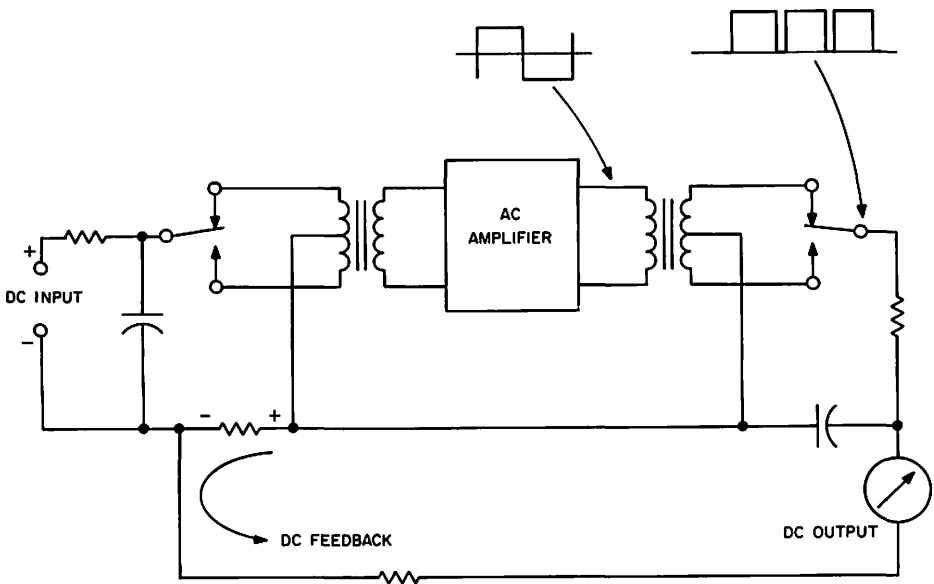 AC
AMPLIFIER
+
DC INPUT
-
- +
DC FEEDBACK
DC OUTPUT